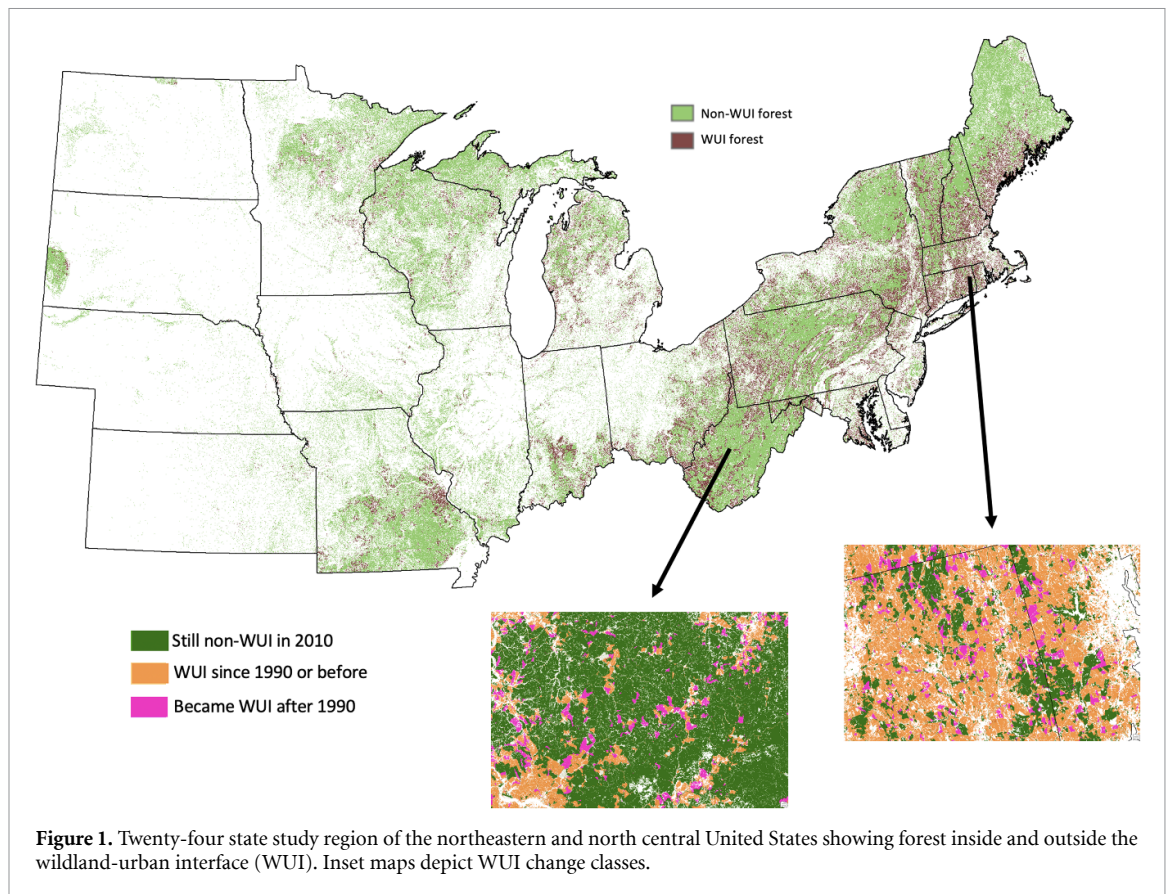 Non-WUI forest
WUI forest
Still non-WUI in 2010
WUI since 1990 or before
Became WUI after 1990
Figure 1. Twenty-four state study region of the northeastern and north central United States showing forest inside and outside the
wildland-urban interface (WUI). Inset maps depict WUI change classes.